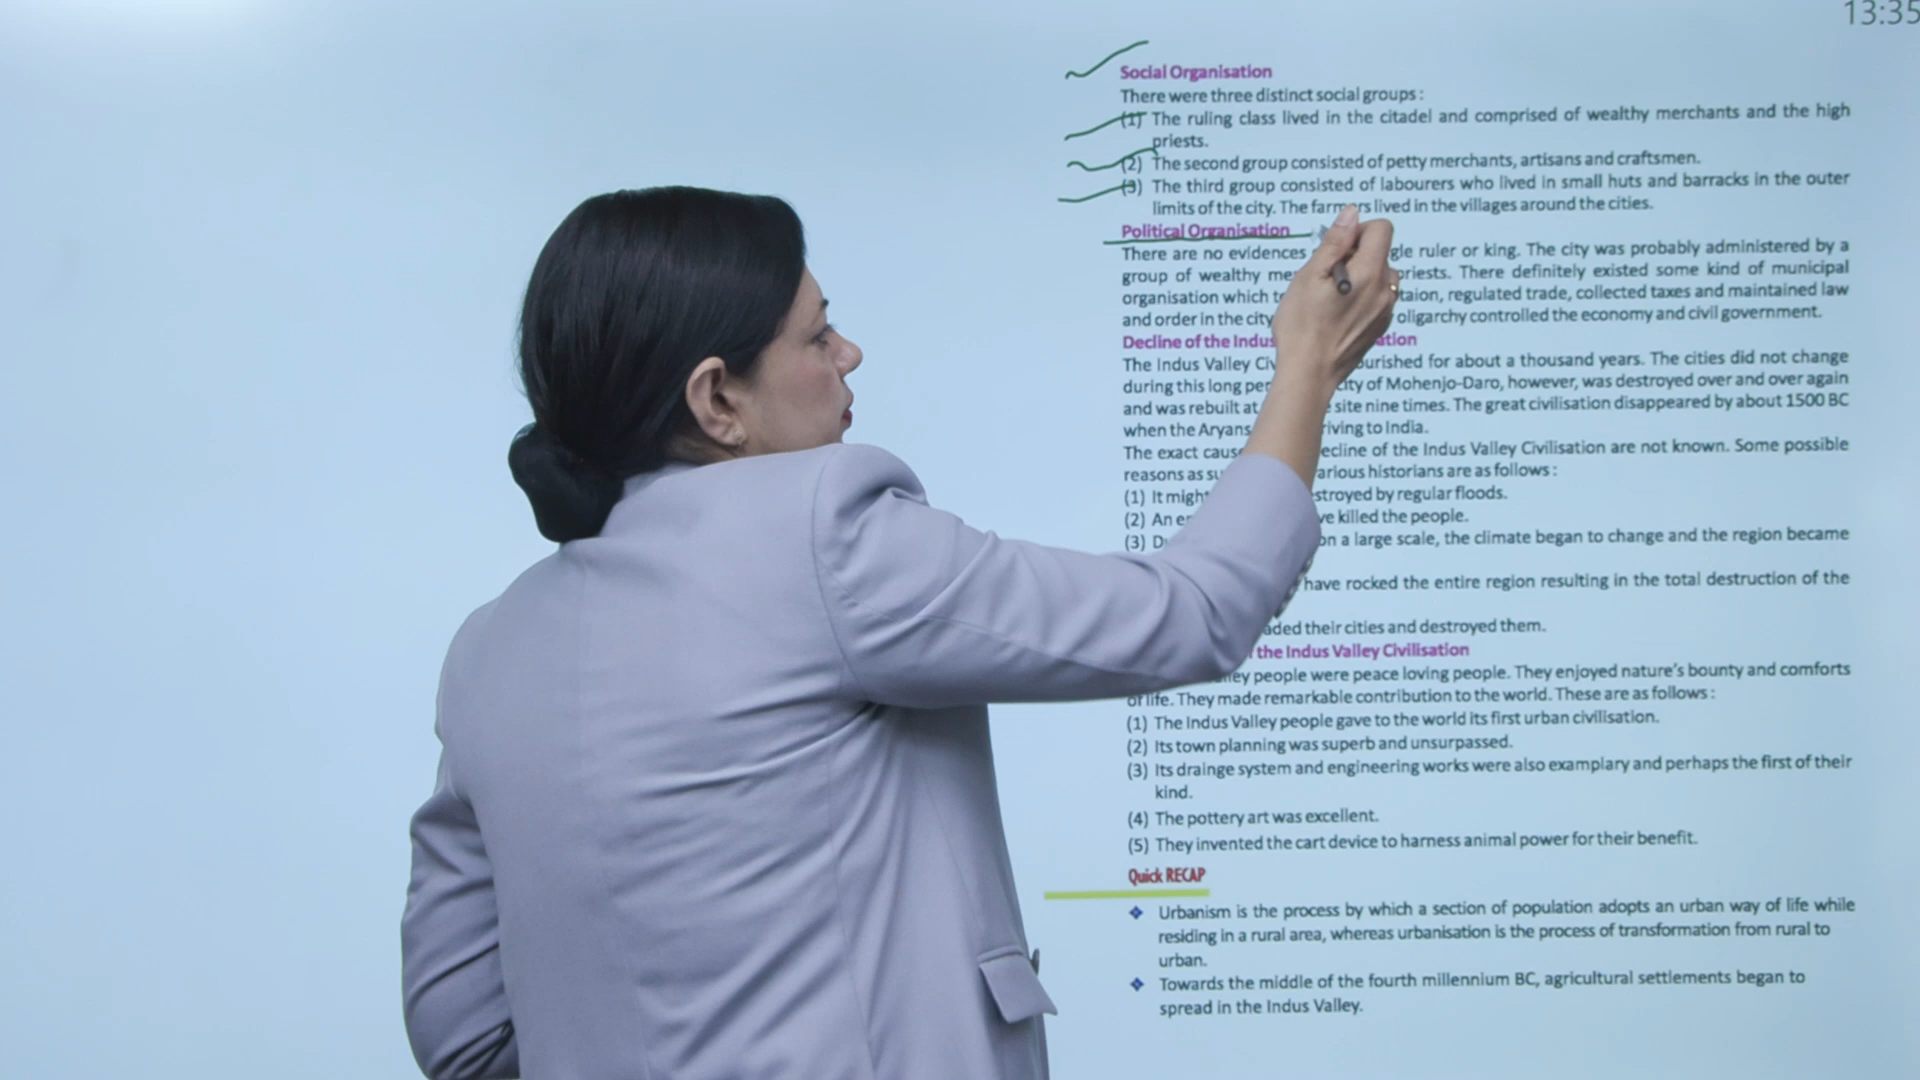 13:35
Social Organisation
There were three distinct social groups :
(1) The ruling class lived in the citadel and comprised of wealthy merchants and the high
priests.
(2) The second group consisted of petty merchants, artisans and craftsmen.
(3) The third group consisted of labourers who lived in small huts and barracks in the outer
limits of the city. The farmers lived in the villages around the cities.
Political Organisation
There are no evidences ruler or king. The city was probably administered by a
group of wealthy priests. There definitely existed some kind of municipal
organisation which regulated trade, collected taxes and maintained law
and order in the city oligarchy controlled the economy and civil government.
Decline of the Indus
The Indus Valley for about a thousand years. The cities did not change
during this long of Mohenjo-Daro, however, was destroyed over and over again
and was rebuilt at site nine times. The great civilisation disappeared by about 1500 BC
when the Aryans to India.
The exact of the Indus Valley Civilisation are not known. Some possible
reasons as historians are as follows :
(1) It by regular floods.
(2) An killed the people.
(3) on a large scale, the climate began to change and the region became
have rocked the entire region resulting in the total destruction of the
their cities and destroyed them.
the Indus Valley Civilisation
people were peace loving people. They enjoyed nature's bounty and comforts
of life. They made remarkable contribution to the world. These are as follows :
(1) The Indus Valley people gave to the world its first urban civilisation.
(2) Its town planning was superb and unsurpassed.
(3) Its drainge system and engineering works were also examplary and perhaps the first of their
kind.
(4) The pottery art was excellent.
(5) They invented the cart device to harness animal power for their benefit.
Quick RECAP
❖ Urbanism is the process by which a section of population adopts an urban way of life while
residing in a rural area, whereas urbanisation is the process of transformation from rural to
urban.
❖ Towards the middle of the fourth millennium BC, agricultural settlements began to
spread in the Indus Valley.